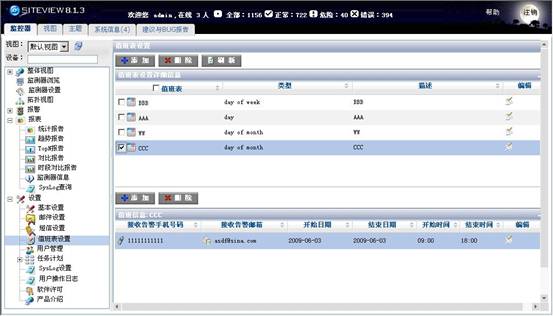 SITEVIEW 8.1.3
欢迎您 admin,在线 3 人 全部:1156 正常:722 危险:40 错误:394
帮助 注销
监控器 视图 主题 系统信息(4) 建议与BUG报告
视图: 默认视图
设备:
整体视图
监测器浏览
监测器设置
拓扑视图
报警
报表
统计报告
趋势报告
TopN报告
对比报告
时段对比报告
监测器信息
SysLog查询
设置
基本设置
邮件设置
短信设置
值班表设置
用户管理
任务计划
SysLog设置
用户操作日志
软件许可
产品介绍
值班表设置
添加 删除 刷新
值班表设置详细信息
值班表 类型 描述 编辑
BBB day of week BBB
AAA day AAA
WW day of month WW
CCC day of month CCC
添加 删除
值班信息:CCC
接收告警手机号码 接收告警邮箱 开始日期 结束日期 开始时间 结束时间 编辑
11111111111 asdf@sina.com 2009-06-03 2009-06-03 09:00 18:00